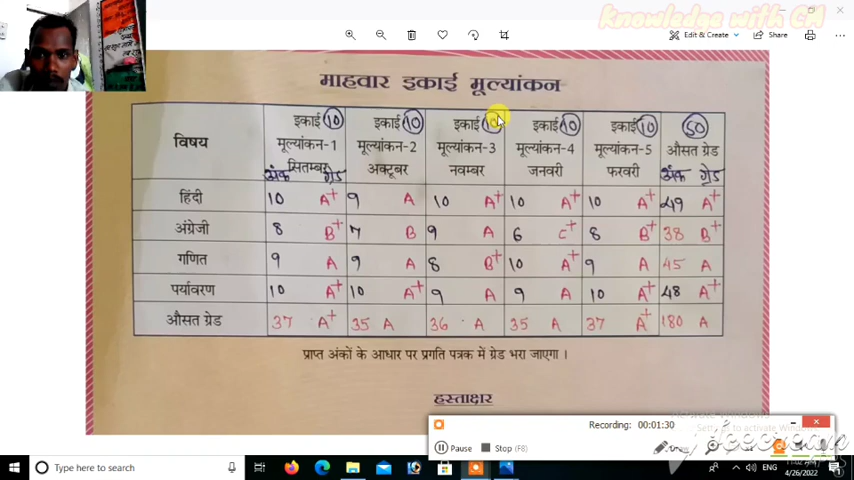 Knowledge with CA
Edit & Create
Share
माहवार इकाई मूल्यांकन
विषय
इकाई 10 मूल्यांकन-1 सितम्बर
इकाई 10 मूल्यांकन-2 अक्टूबर
इकाई 10 मूल्यांकन-3 नवम्बर
इकाई 10 मूल्यांकन-4 जनवरी
इकाई 10 मूल्यांकन-5 फरवरी
50 औसत ग्रेड
अंक ग्रेड अंक ग्रेड
हिंदी 10 A+ 9 A 10 A+ 10 A+ 10 A+ 49 A+
अंग्रेजी 8 B+ 7 B 9 A 6 C+ 8 B+ 38 B+
गणित 9 A 9 A 8 B+ 10 A+ 9 A 45 A
पर्यावरण 10 A+ 10 A+ 9 A 9 A 10 A+ 48 A+
औसत ग्रेड 37 A+ 35 A 36 A 35 A 37 A+ 180 A
प्राप्त अंकों के आधार पर प्रगति पत्रक में ग्रेड भरा जाएगा ।
हस्ताक्षर
Recording: 00:01:30
Pause Stop (F8)
Type here to search
ENG
4/26/2022